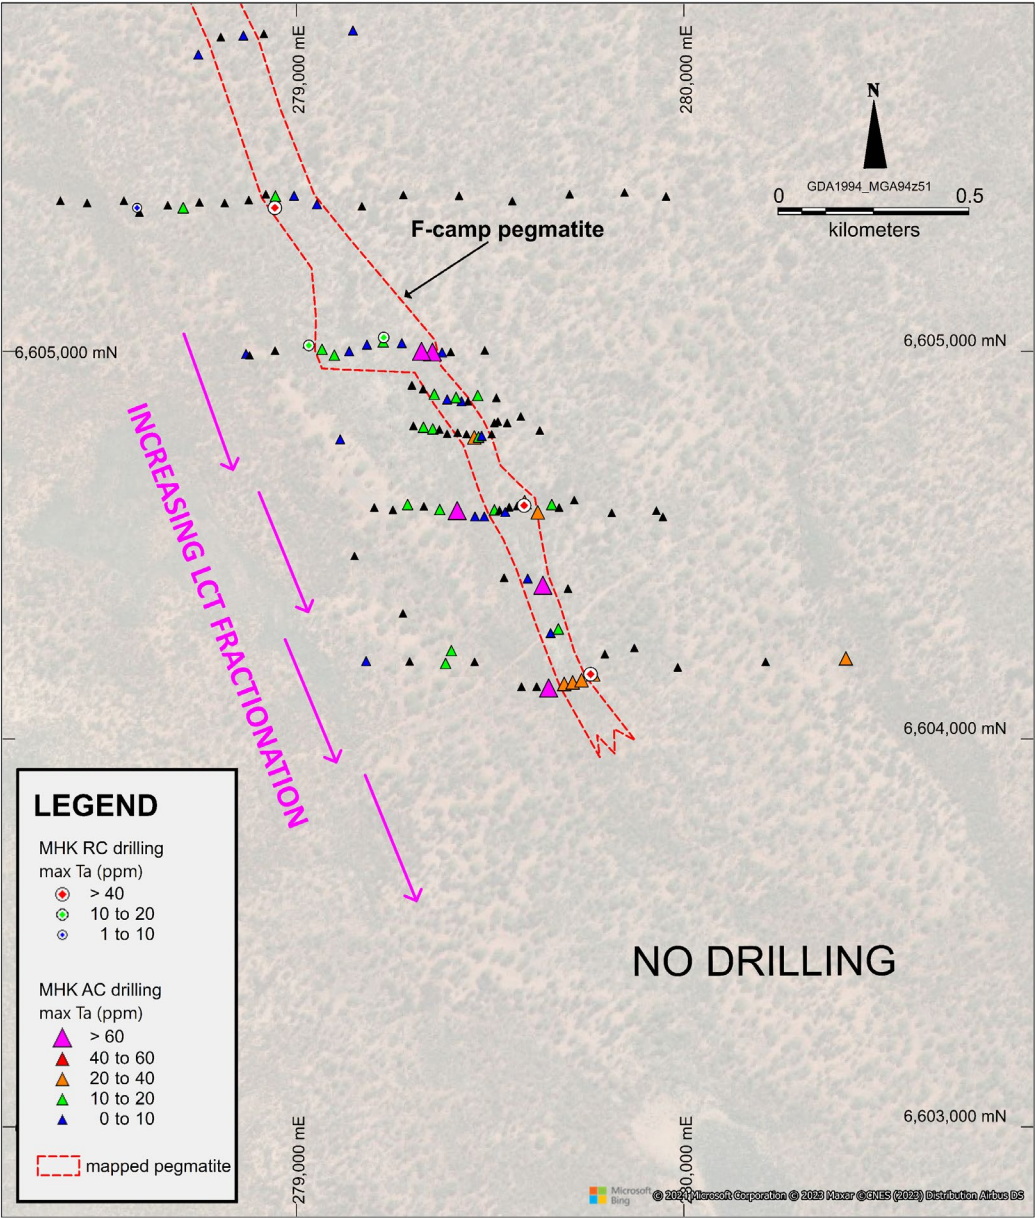 279,000 mE
280,000 mE
N
GDA1994_MGA94z51
0 0.5
kilometers
F-camp pegmatite
6,605,000 mN
6,605,000 mN
INCREASING LCT FRACTIONATION
6,604,000 mN
NO DRILLING
LEGEND
MHK RC drilling
max Ta (ppm)
> 40
10 to 20
1 to 10
MHK AC drilling
max Ta (ppm)
> 60
40 to 60
20 to 40
10 to 20
0 to 10
mapped pegmatite
6,603,000 mN
279,000 mE
80,000 mE
Microsoft
Bing
© 2024 Microsoft Corporation © 2023 Maxar ©CNES (2023) Distribution Airbus DS